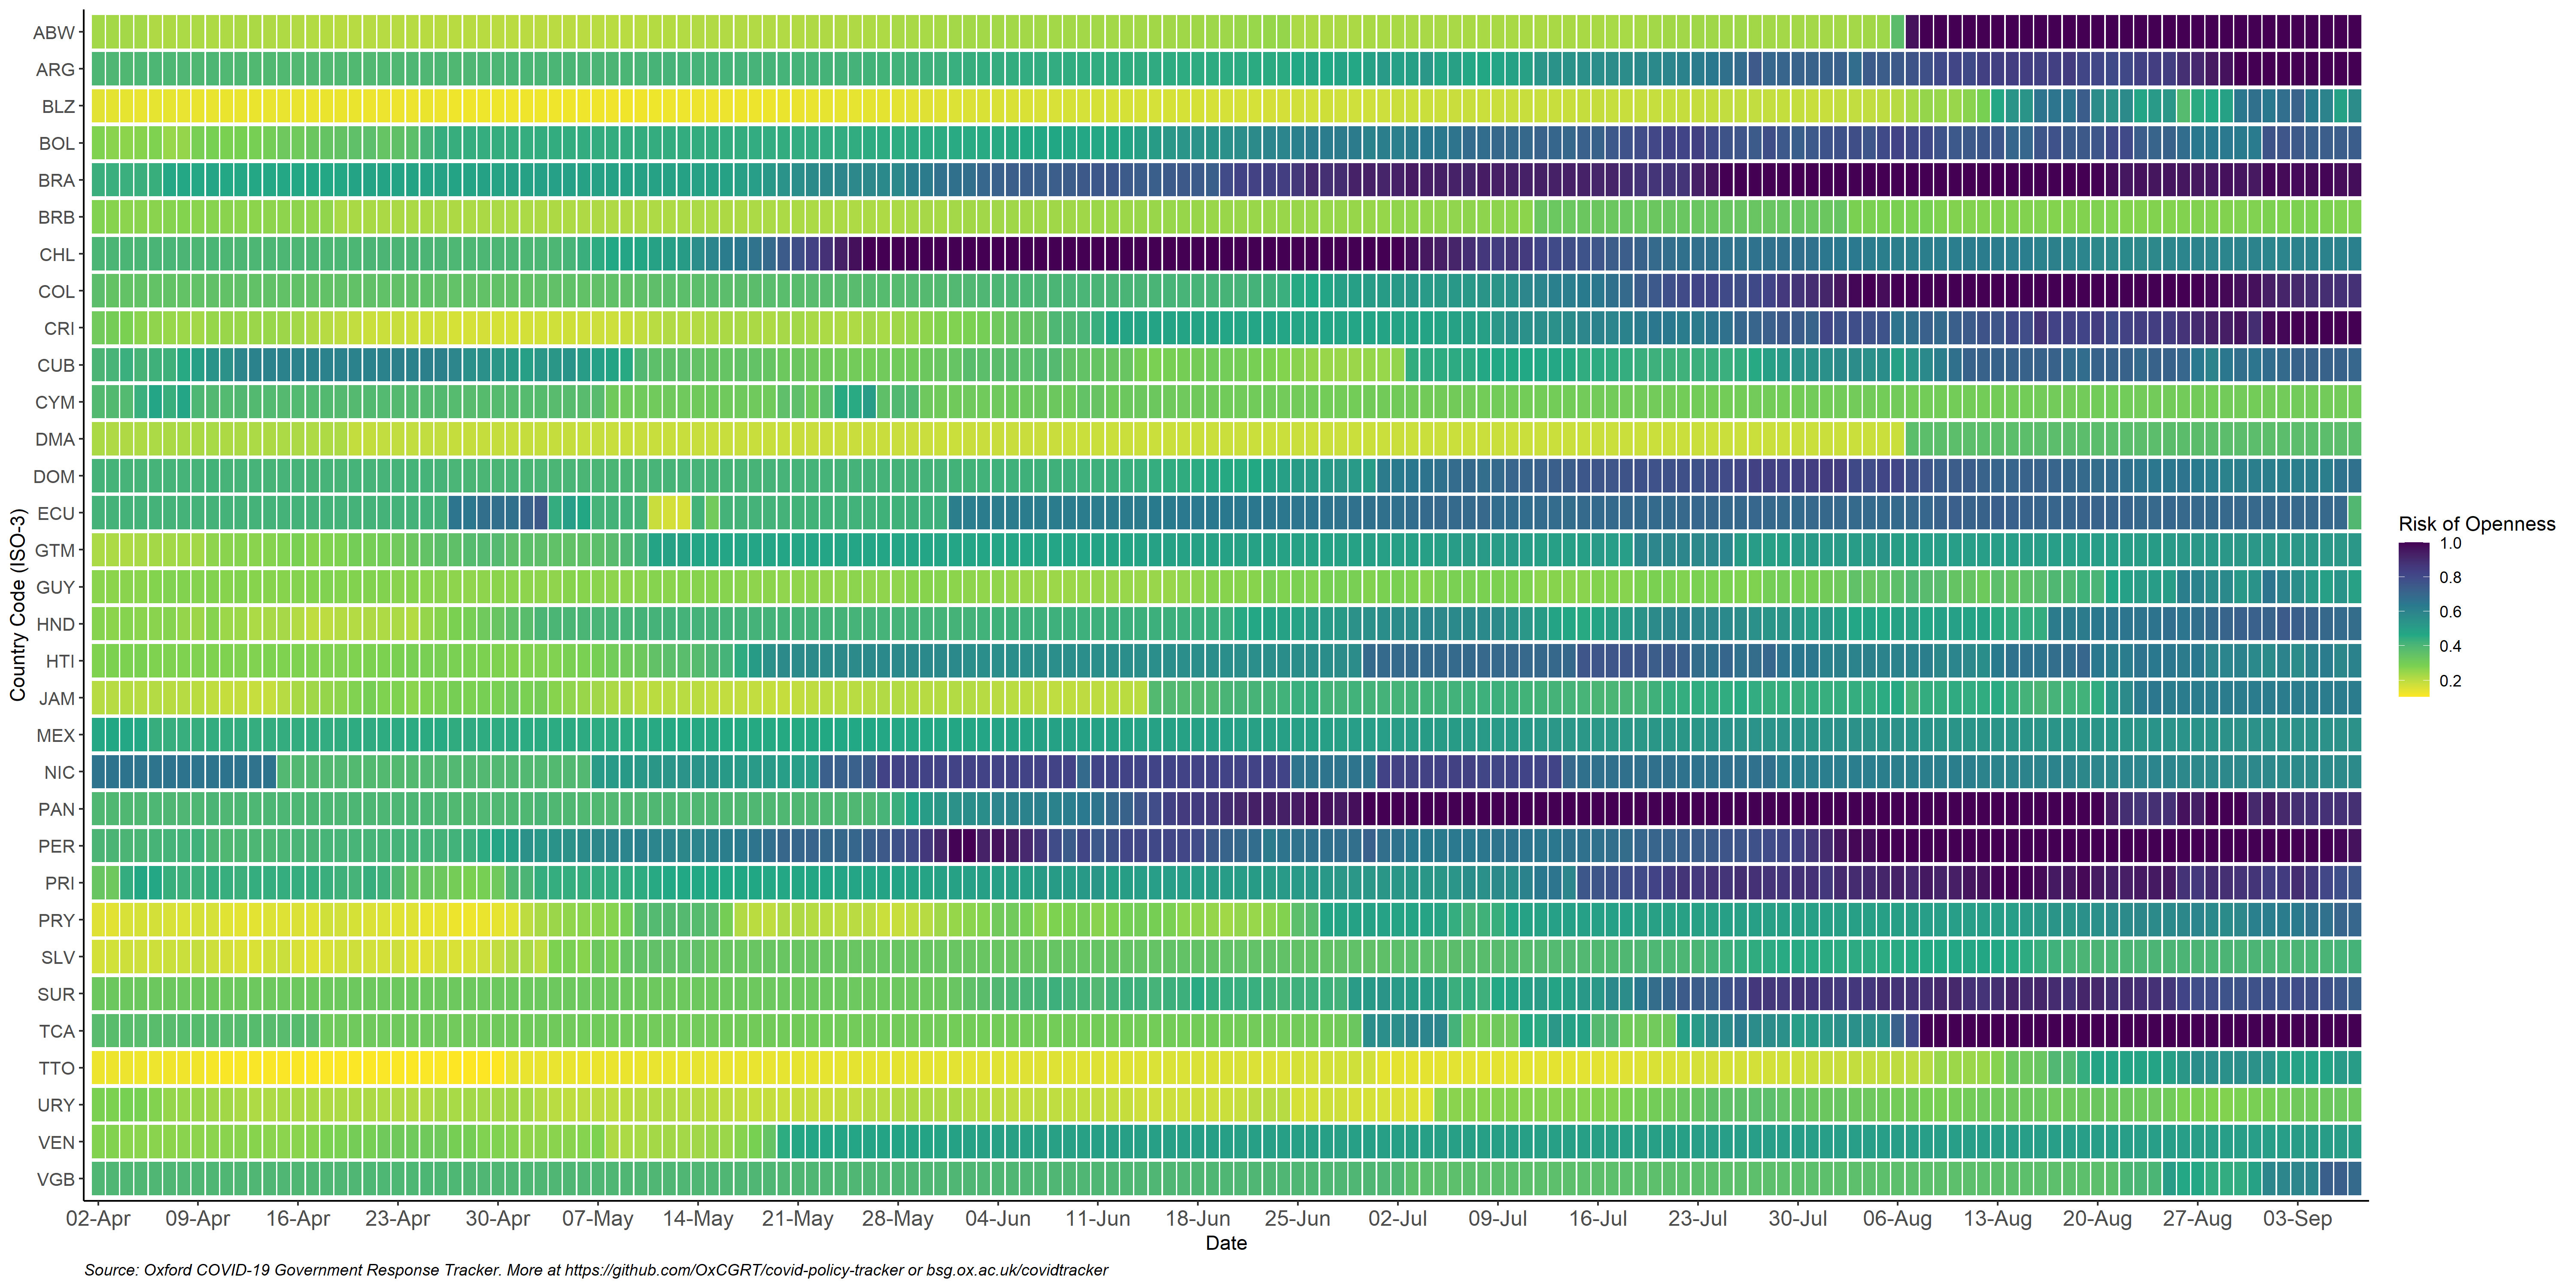 ABW
ARG
BLZ
BOL
BRA
BRB
CHL
COL
CRI
CUB
CYM
DMA
DOM
ECU
GTM
GUY
HND
HTI
JAM
MEX
NIC
PAN
PER
PRI
PRY
SLV
SUR
TCA
TTO
URY
VEN
VGB
Country Code (ISO-3)
02-Apr 09-Apr 16-Apr 23-Apr 30-Apr 07-May 14-May 21-May 28-May 04-Jun 11-Jun 18-Jun 25-Jun 02-Jul 09-Jul 16-Jul 23-Jul 30-Jul 06-Aug 13-Aug 20-Aug 27-Aug 03-Sep
Date
Risk of Openness
1.0
0.8
0.6
0.4
0.2
Source: Oxford COVID-19 Government Response Tracker. More at https://github.com/OxCGRT/covid-policy-tracker or bsg.ox.ac.uk/covidtracker